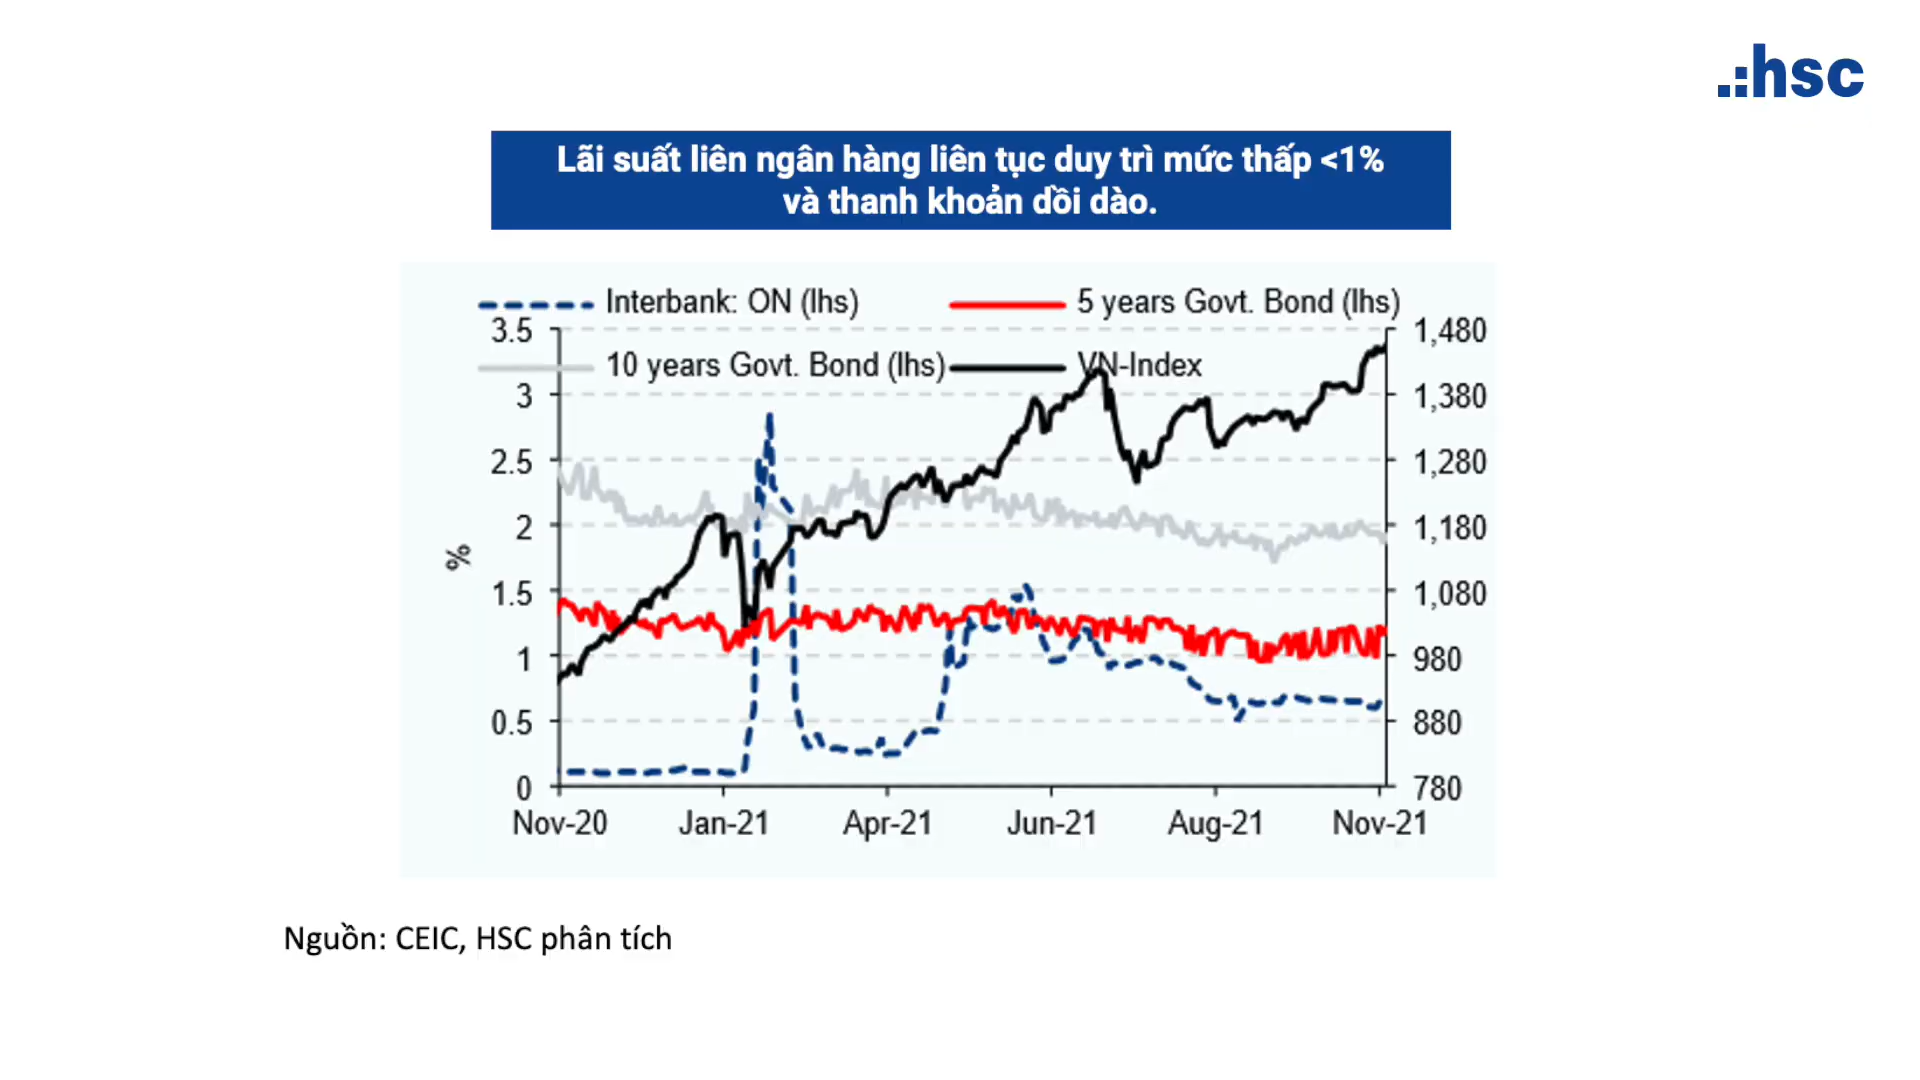 .::hsc
Lãi suất liên ngân hàng liên tục duy trì mức thấp <1%
và thanh khoản dồi dào.
Interbank: ON (lhs)
5 years Govt. Bond (lhs)
10 years Govt. Bond (lhs)
VN-Index
%
3.5
3
2.5
2
1.5
1
0.5
0
1,480
1,380
1,280
1,180
1,080
980
880
780
Nov-20 Jan-21 Apr-21 Jun-21 Aug-21 Nov-21
Nguồn: CEIC, HSC phân tích